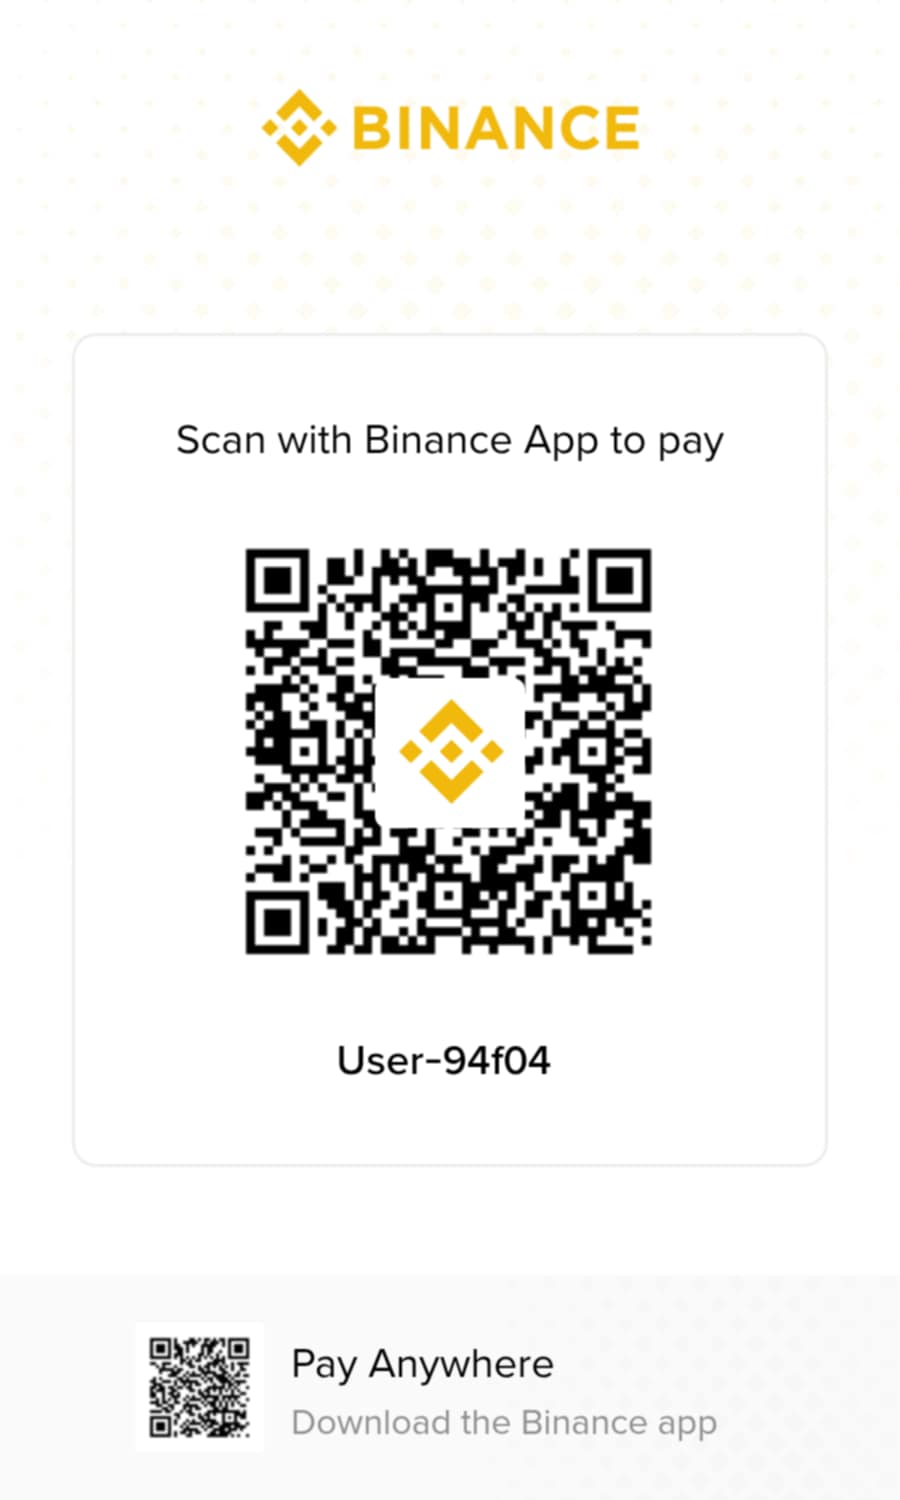 BINANCE
Scan with Binance App to pay
User-94f04
Pay Anywhere
Download the Binance app